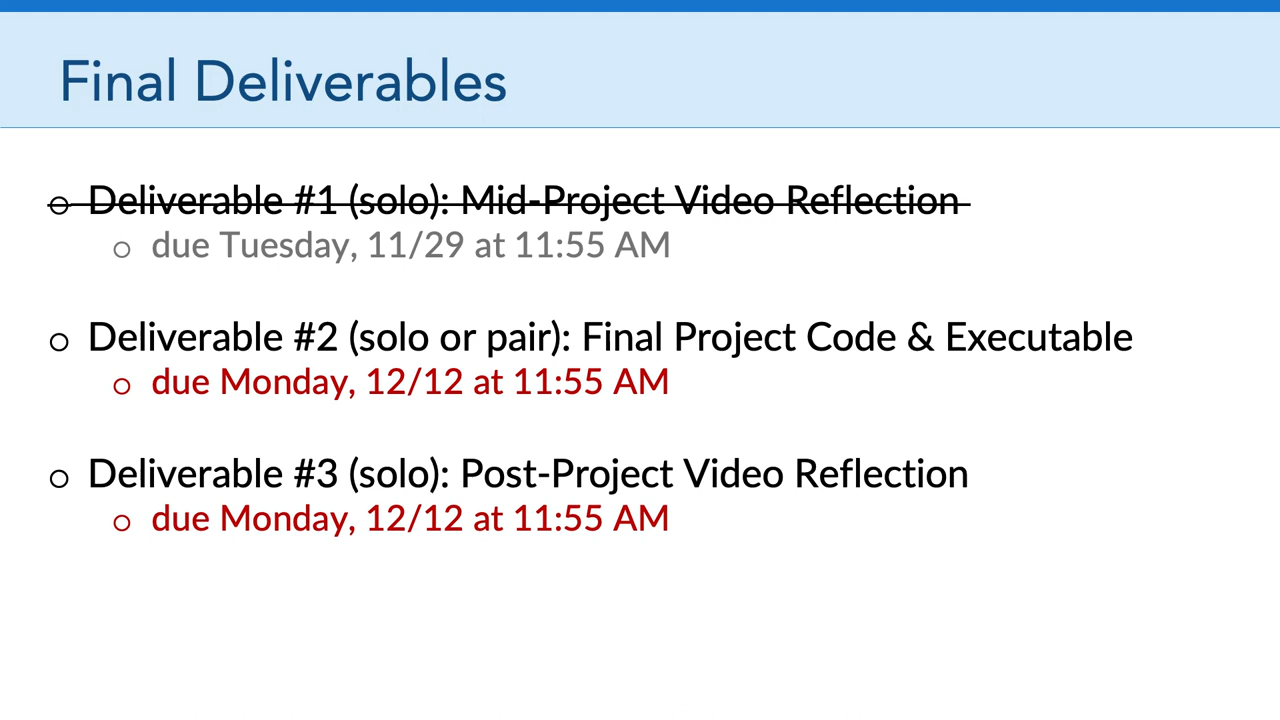 Final Deliverables
○ Deliverable #1 (solo): Mid-Project Video Reflection
○ due Tuesday, 11/29 at 11:55 AM
○ Deliverable #2 (solo or pair): Final Project Code & Executable
○ due Monday, 12/12 at 11:55 AM
○ Deliverable #3 (solo): Post-Project Video Reflection
○ due Monday, 12/12 at 11:55 AM